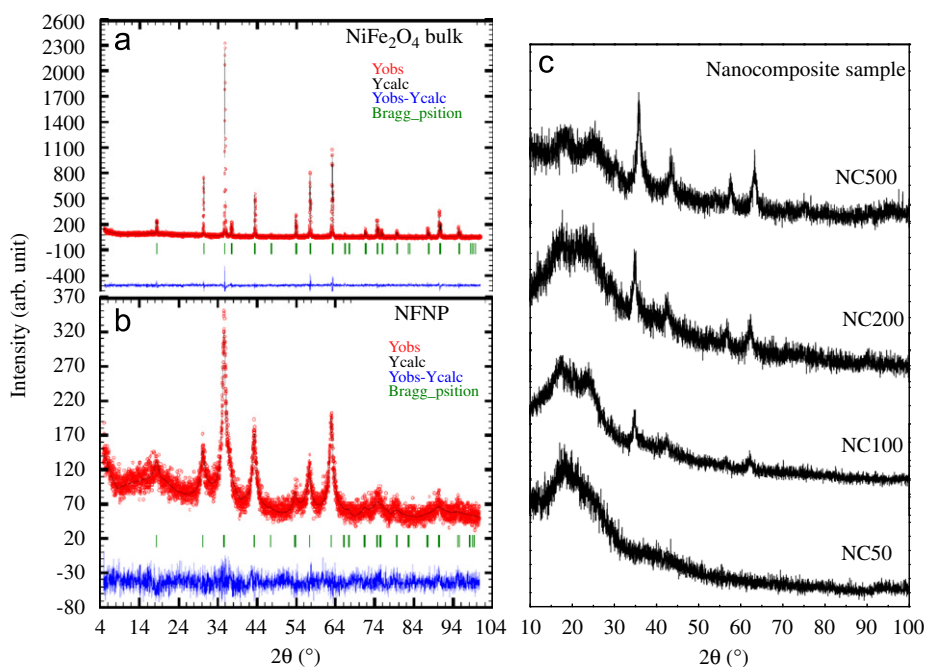 a
NiFe₂O₄ bulk
Yobs
Ycalc
Yobs-Ycalc
Bragg_psition
2600
2300
2000
1700
1400
1100
800
500
200
-100
-400
Intensity (arb. unit)
b
NFNP
Yobs
Ycalc
Yobs-Ycalc
Bragg_psition
370
320
270
220
170
120
70
20
-30
-80
4 14 24 34 44 54 64 74 84 94 104
2θ (°)
c
Nanocomposite sample
NC500
NC200
NC100
NC50
10 20 30 40 50 60 70 80 90 100
2θ (°)